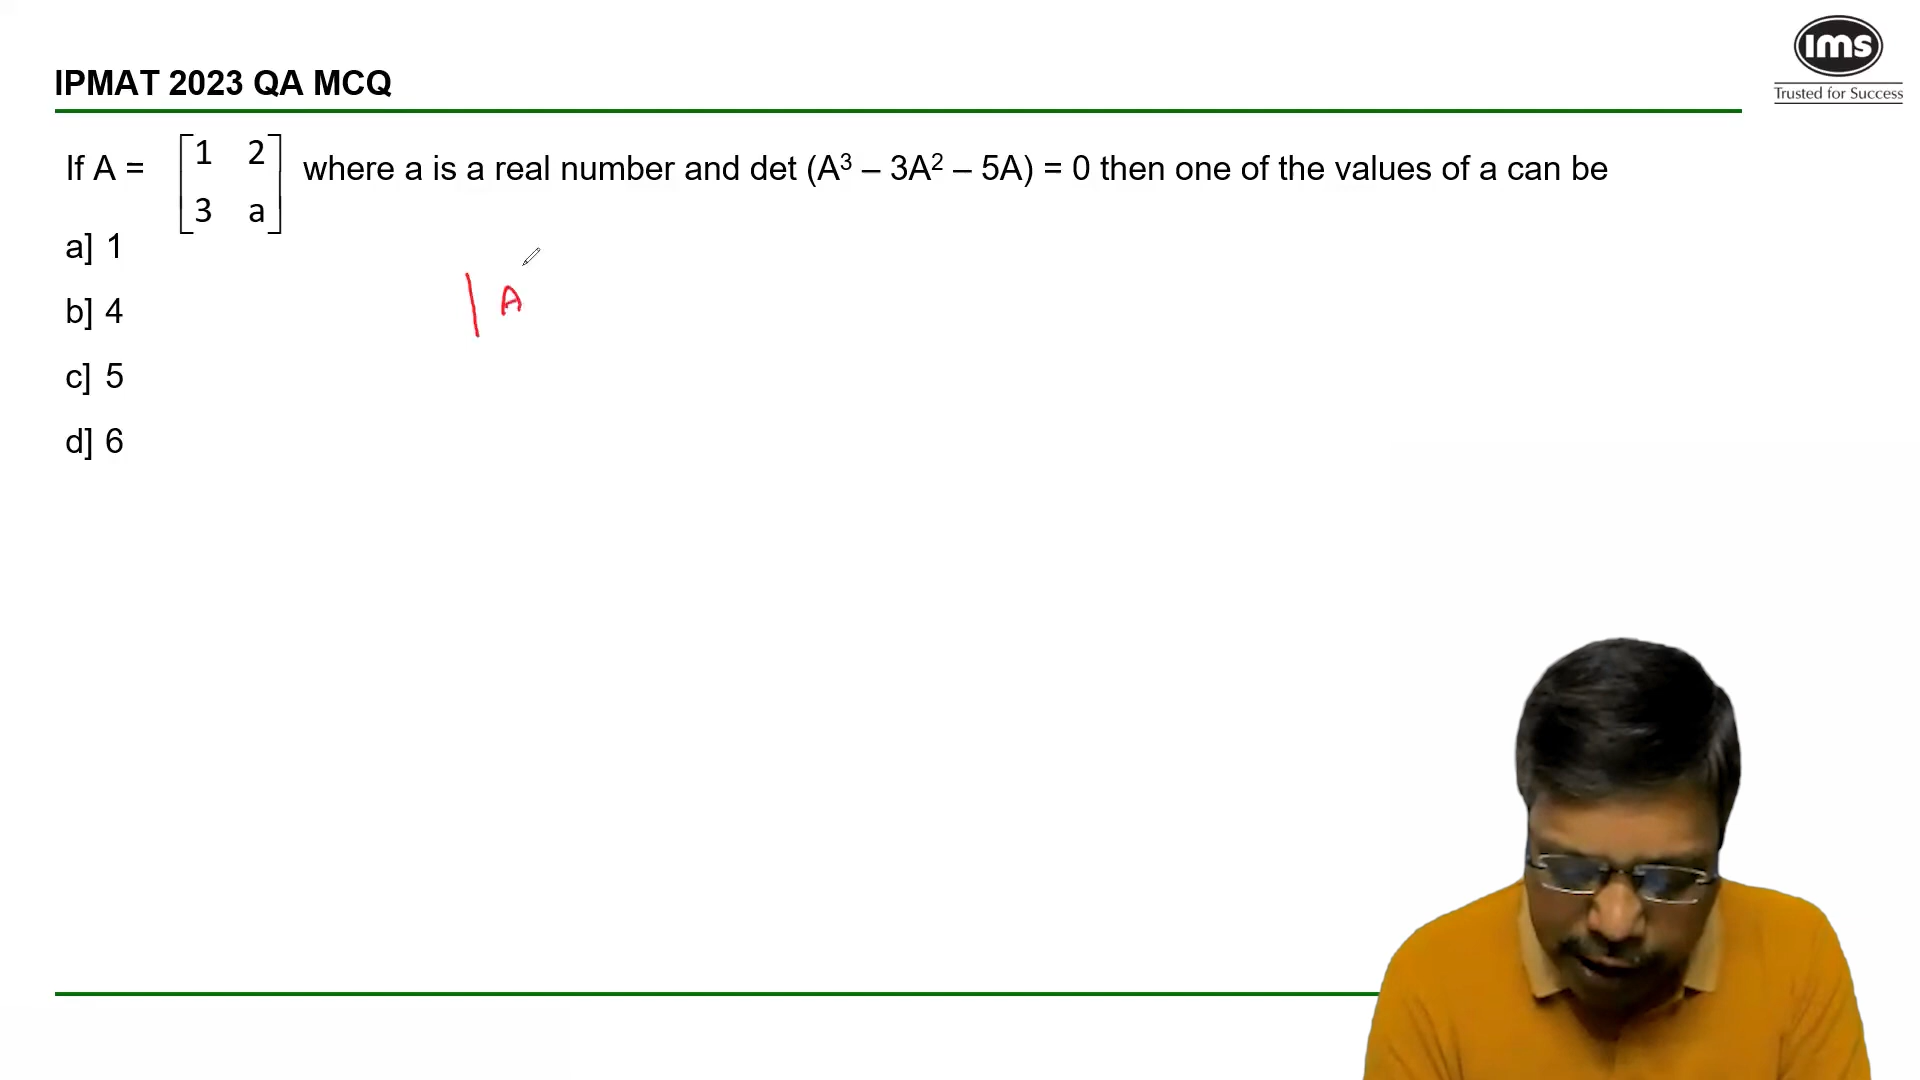 ims
Trusted for Success
IPMAT 2023 QA MCQ
If A = [1 2 3 a] where a is a real number and det (A³ – 3A² – 5A) = 0 then one of the values of a can be
a] 1
b] 4
c] 5
d] 6
| A